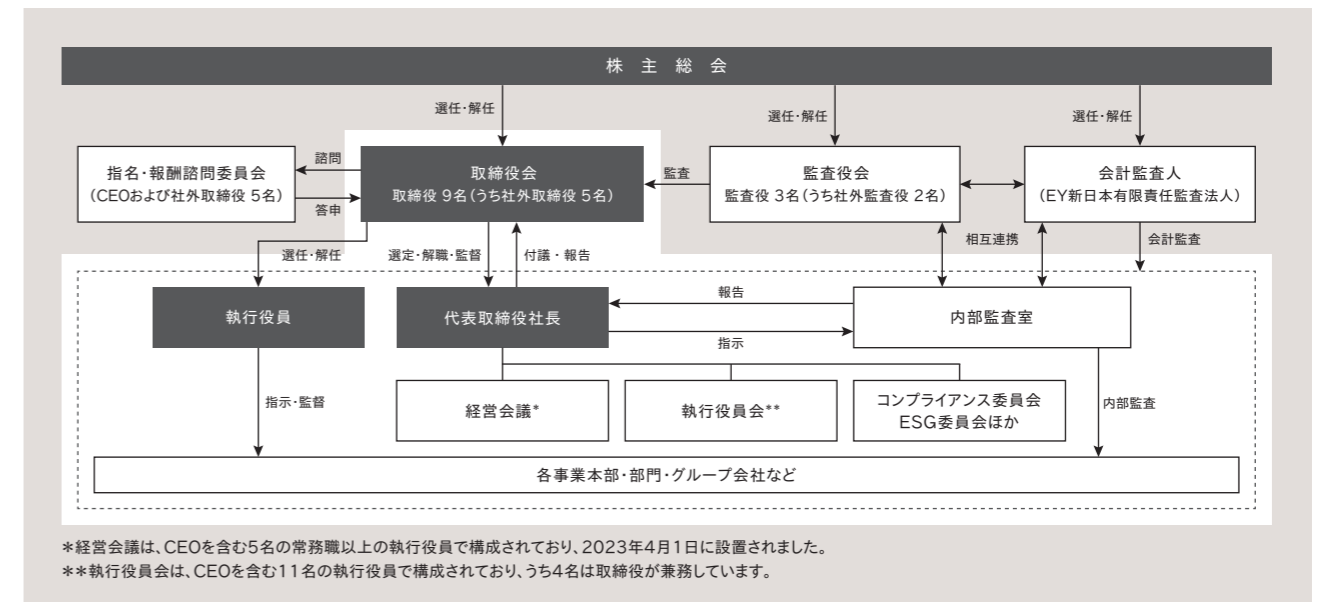 株主総会
選任・解任
選任・解任
選任・解任
指名・報酬諮問委員会
(CEOおよび社外取締役 5名)
諮問
答申
取締役会
取締役 9名(うち社外取締役 5名)
監査
監査役会
監査役 3名(うち社外監査役 2名)
会計監査人
(EY新日本有限責任監査法人)
選任・解任
選定・解職・監督
付議・報告
相互連携
会計監査
執行役員
代表取締役社長
報告
指示
内部監査室
指示・監督
経営会議*
執行役員会**
コンプライアンス委員会
ESG委員会ほか
内部監査
各事業本部・部門・グループ会社など
*経営会議は、CEOを含む5名の常務職以上の執行役員で構成されており、2023年4月1日に設置されました。
**執行役員会は、CEOを含む11名の執行役員で構成されており、うち4名は取締役が兼務しています。